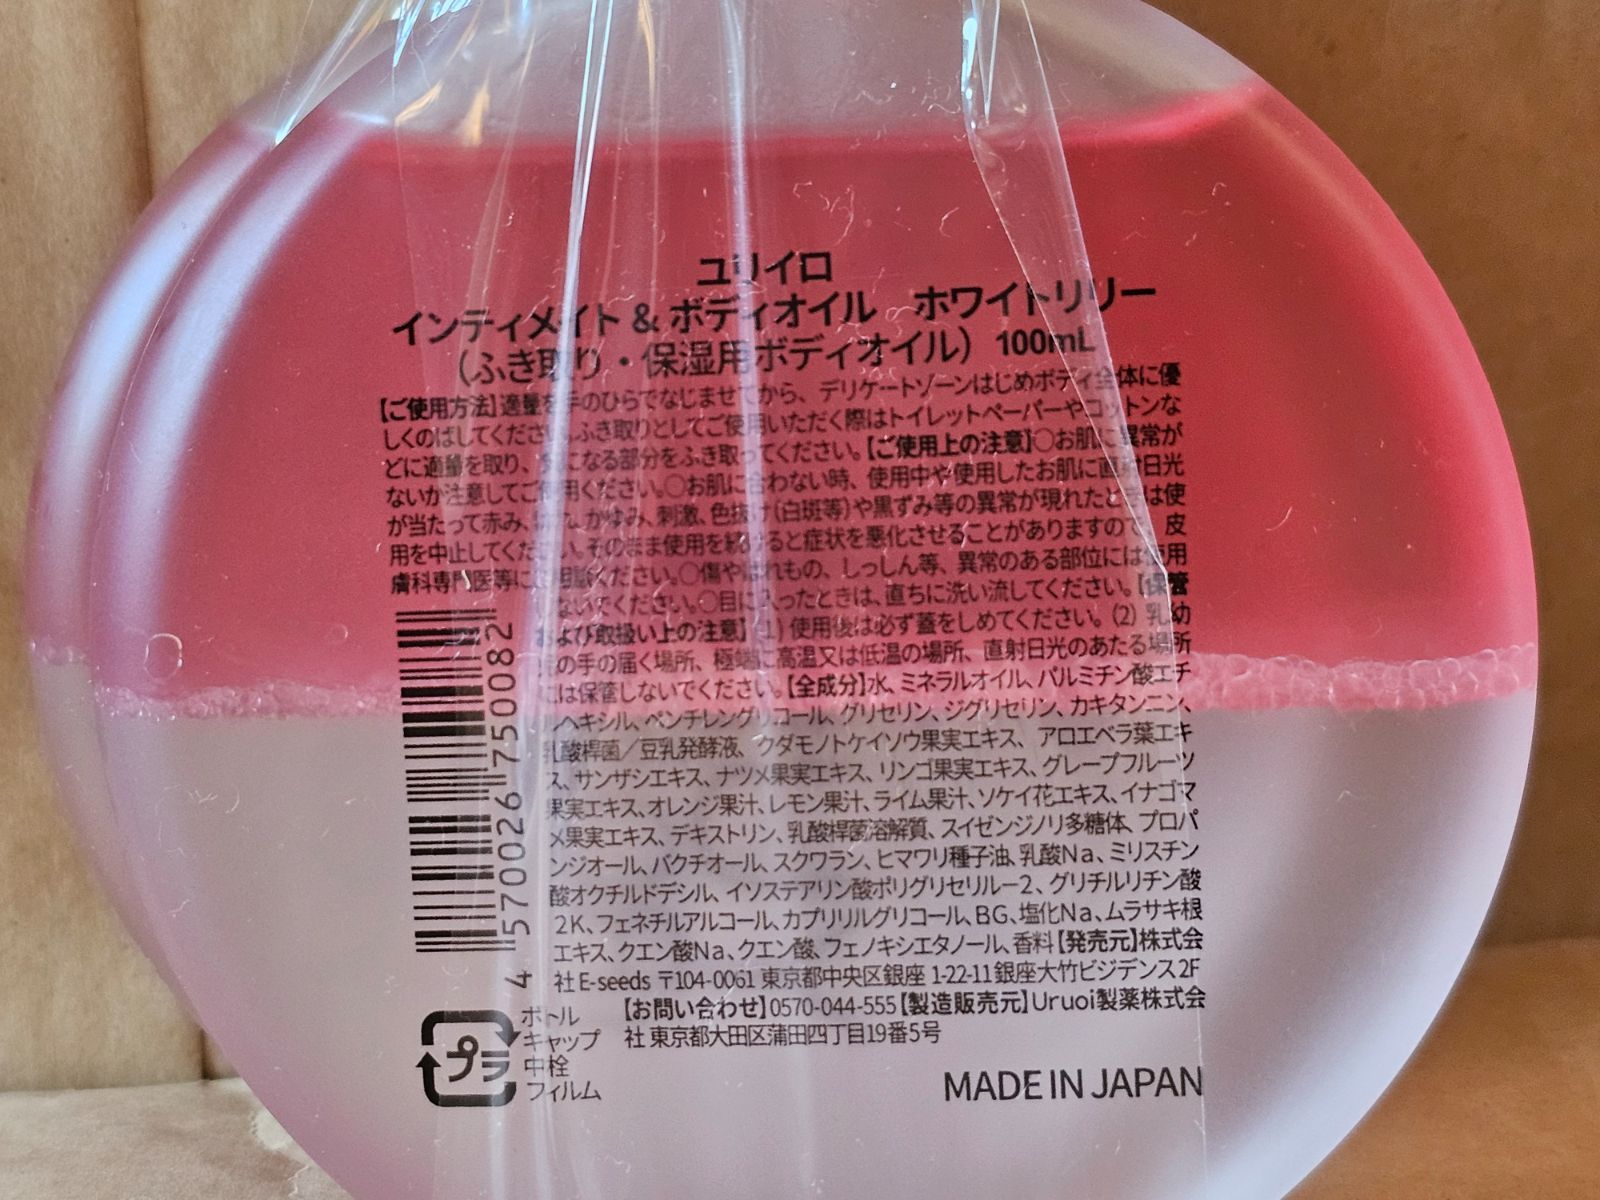 ユリイロ
インティメイト & ボディオイル　ホワイトリリー
（ふき取り・保湿用ボディオイル） 100mL
【ご使用方法】適量を手のひらでなじませてから、デリケートゾーンはじめボディ全体に優
しくのばしてください。ふき取りとしてご使用いただく際はトイレットペーパーやコットンな
どに適量を取り、気になる部分をふき取ってください。【ご使用上の注意】○お肌に異常が
ないか注意してご使用ください。○お肌に合わない時、使用中や使用したお肌に直射日光
が当たって赤み、はれ、かゆみ、刺激、色抜け(白斑等)や黒ずみ等の異常が現れたときは使
用を中止してください。そのまま使用を続けると症状を悪化させることがありますので、皮
膚科専門医等にご相談ください。○傷やはれもの、しっしん等、異常のある部位には使用
しないでください。○目に入ったときは、直ちに洗い流してください。【保管
および取扱い上の注意】(1) 使用後は必ず蓋をしめてください。(2) 乳幼
児の手の届く場所、極端に高温又は低温の場所、直射日光のあたる場所
には保管しないでください。【全成分】水、ミネラルオイル、パルミチン酸エチ
ルヘキシル、ペンチレングリコール、グリセリン、ジグリセリン、カキタンニン、
乳酸桿菌／豆乳発酵液、クダモノトケイソウ果実エキス、アロエベラ葉エキ
ス、サンザシエキス、ナツメ果実エキス、リンゴ果実エキス、グレープフルーツ
果実エキス、オレンジ果汁、レモン果汁、ライム果汁、ソケイ花エキス、イナゴマ
メ果実エキス、デキストリン、乳酸桿菌溶解質、スイゼンジノリ多糖体、プロパ
ンジオール、バクチオール、スクワラン、ヒマワリ種子油、乳酸Na、ミリスチン
酸オクチルドデシル、イソステアリン酸ポリグリセリル-2、グリチルリチン酸
2K、フェネチルアルコール、カプリリルグリコール、BG、塩化Na、ムラサキ根
エキス、クエン酸Na、クエン酸、フェノキシエタノール、香料【発売元】株式会
社 E-seeds 〒104-0061 東京都中央区銀座 1-22-11 銀座大竹ビジデンス2F
【お問い合わせ】0570-044-555【製造販売元】Uruoi製薬株式会
社 東京都大田区蒲田四丁目19番5号
4 570026 750082
プラ
ボトル
キャップ
中栓
フィルム
MADE IN JAPAN